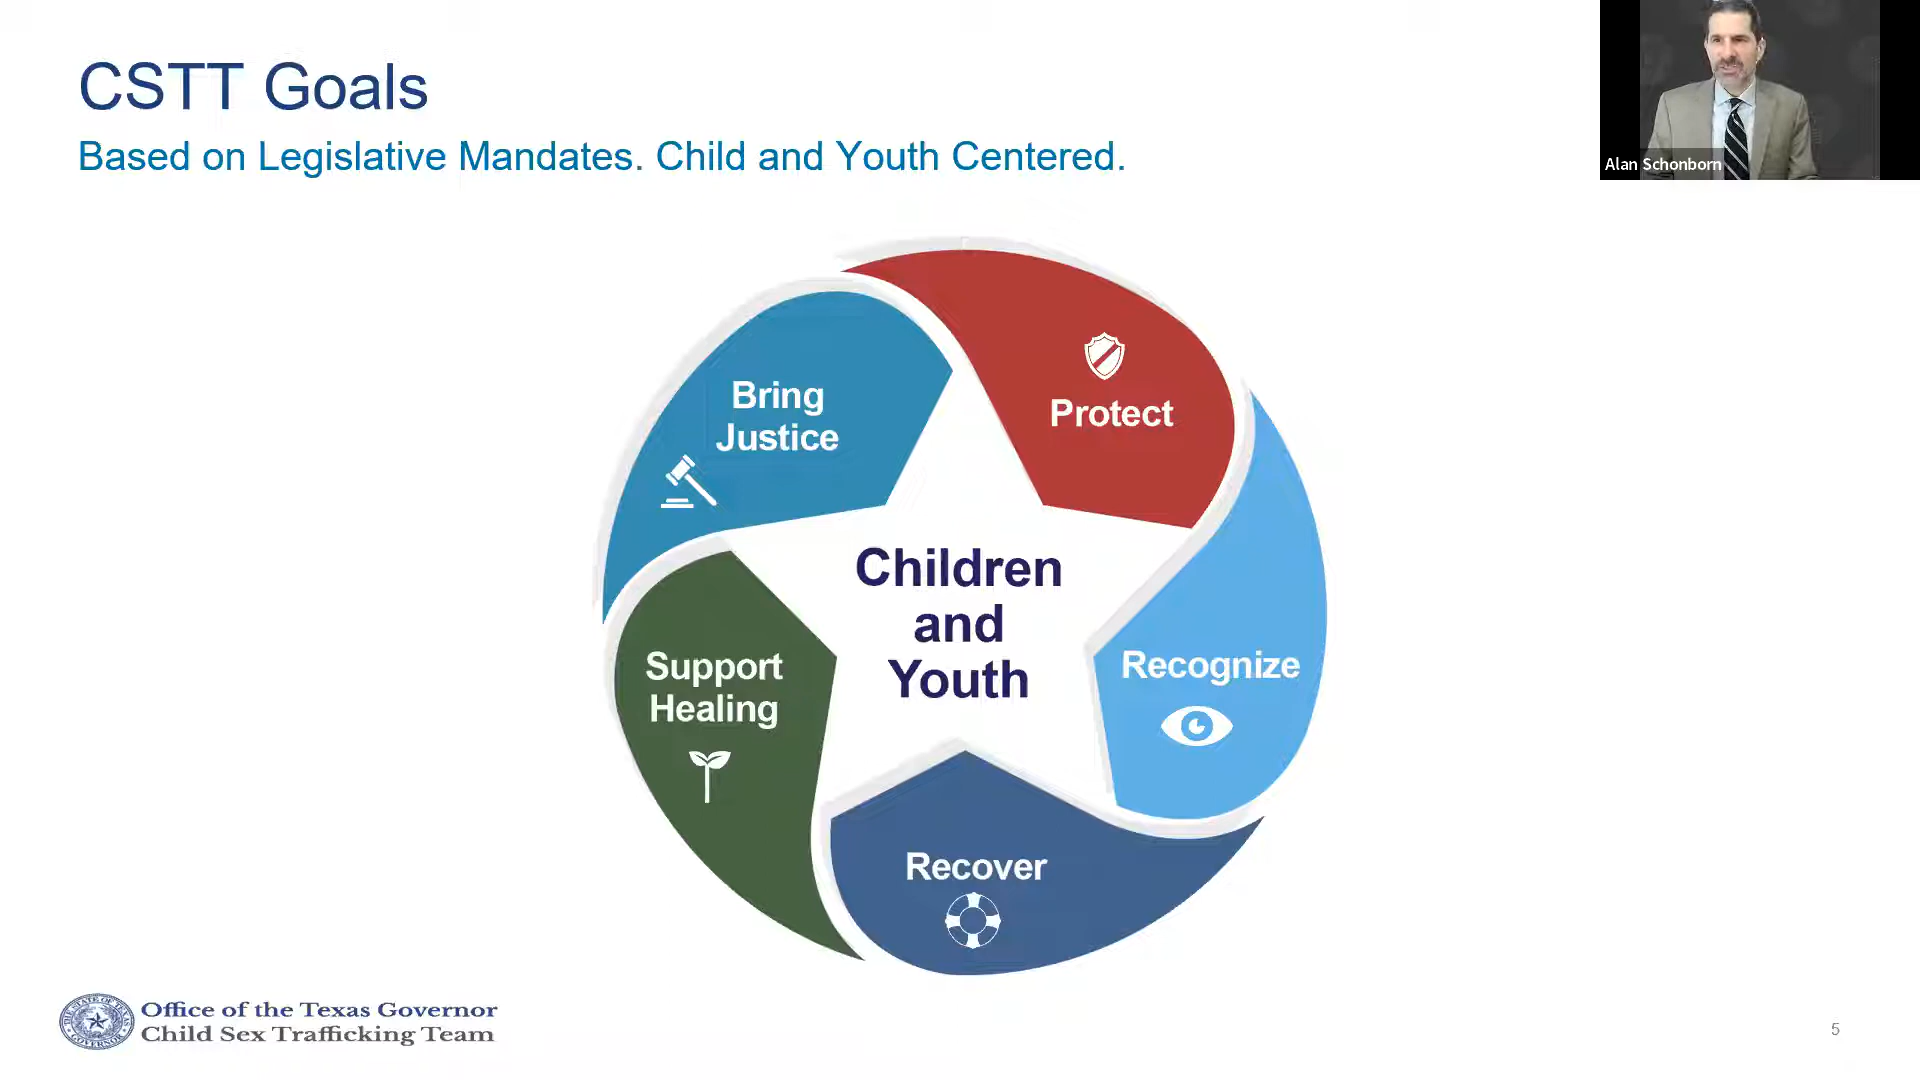 CSTT Goals
Based on Legislative Mandates. Child and Youth Centered.
Alan Schonborn
Protect
Bring
Justice
Children
and
Youth
Recognize
Support
Healing
Recover
Office of the Texas Governor
Child Sex Trafficking Team
5